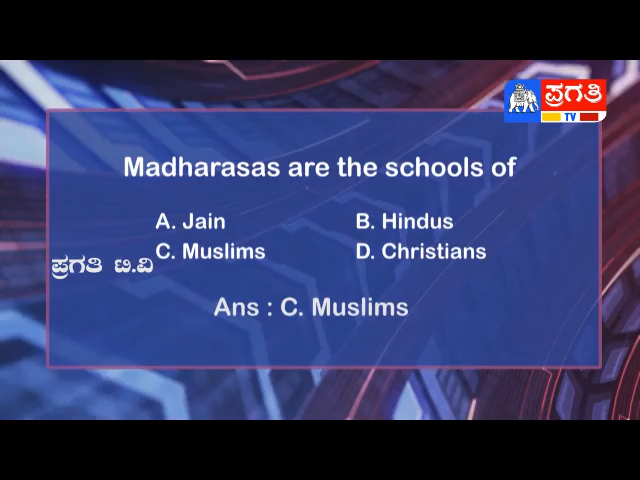 ಪ್ರಗತಿ
TV
Madharasas are the schools of
A. Jain B. Hindus
C. Muslims D. Christians
ಪ್ರಗತಿ ಟಿ.ವಿ
Ans : C. Muslims